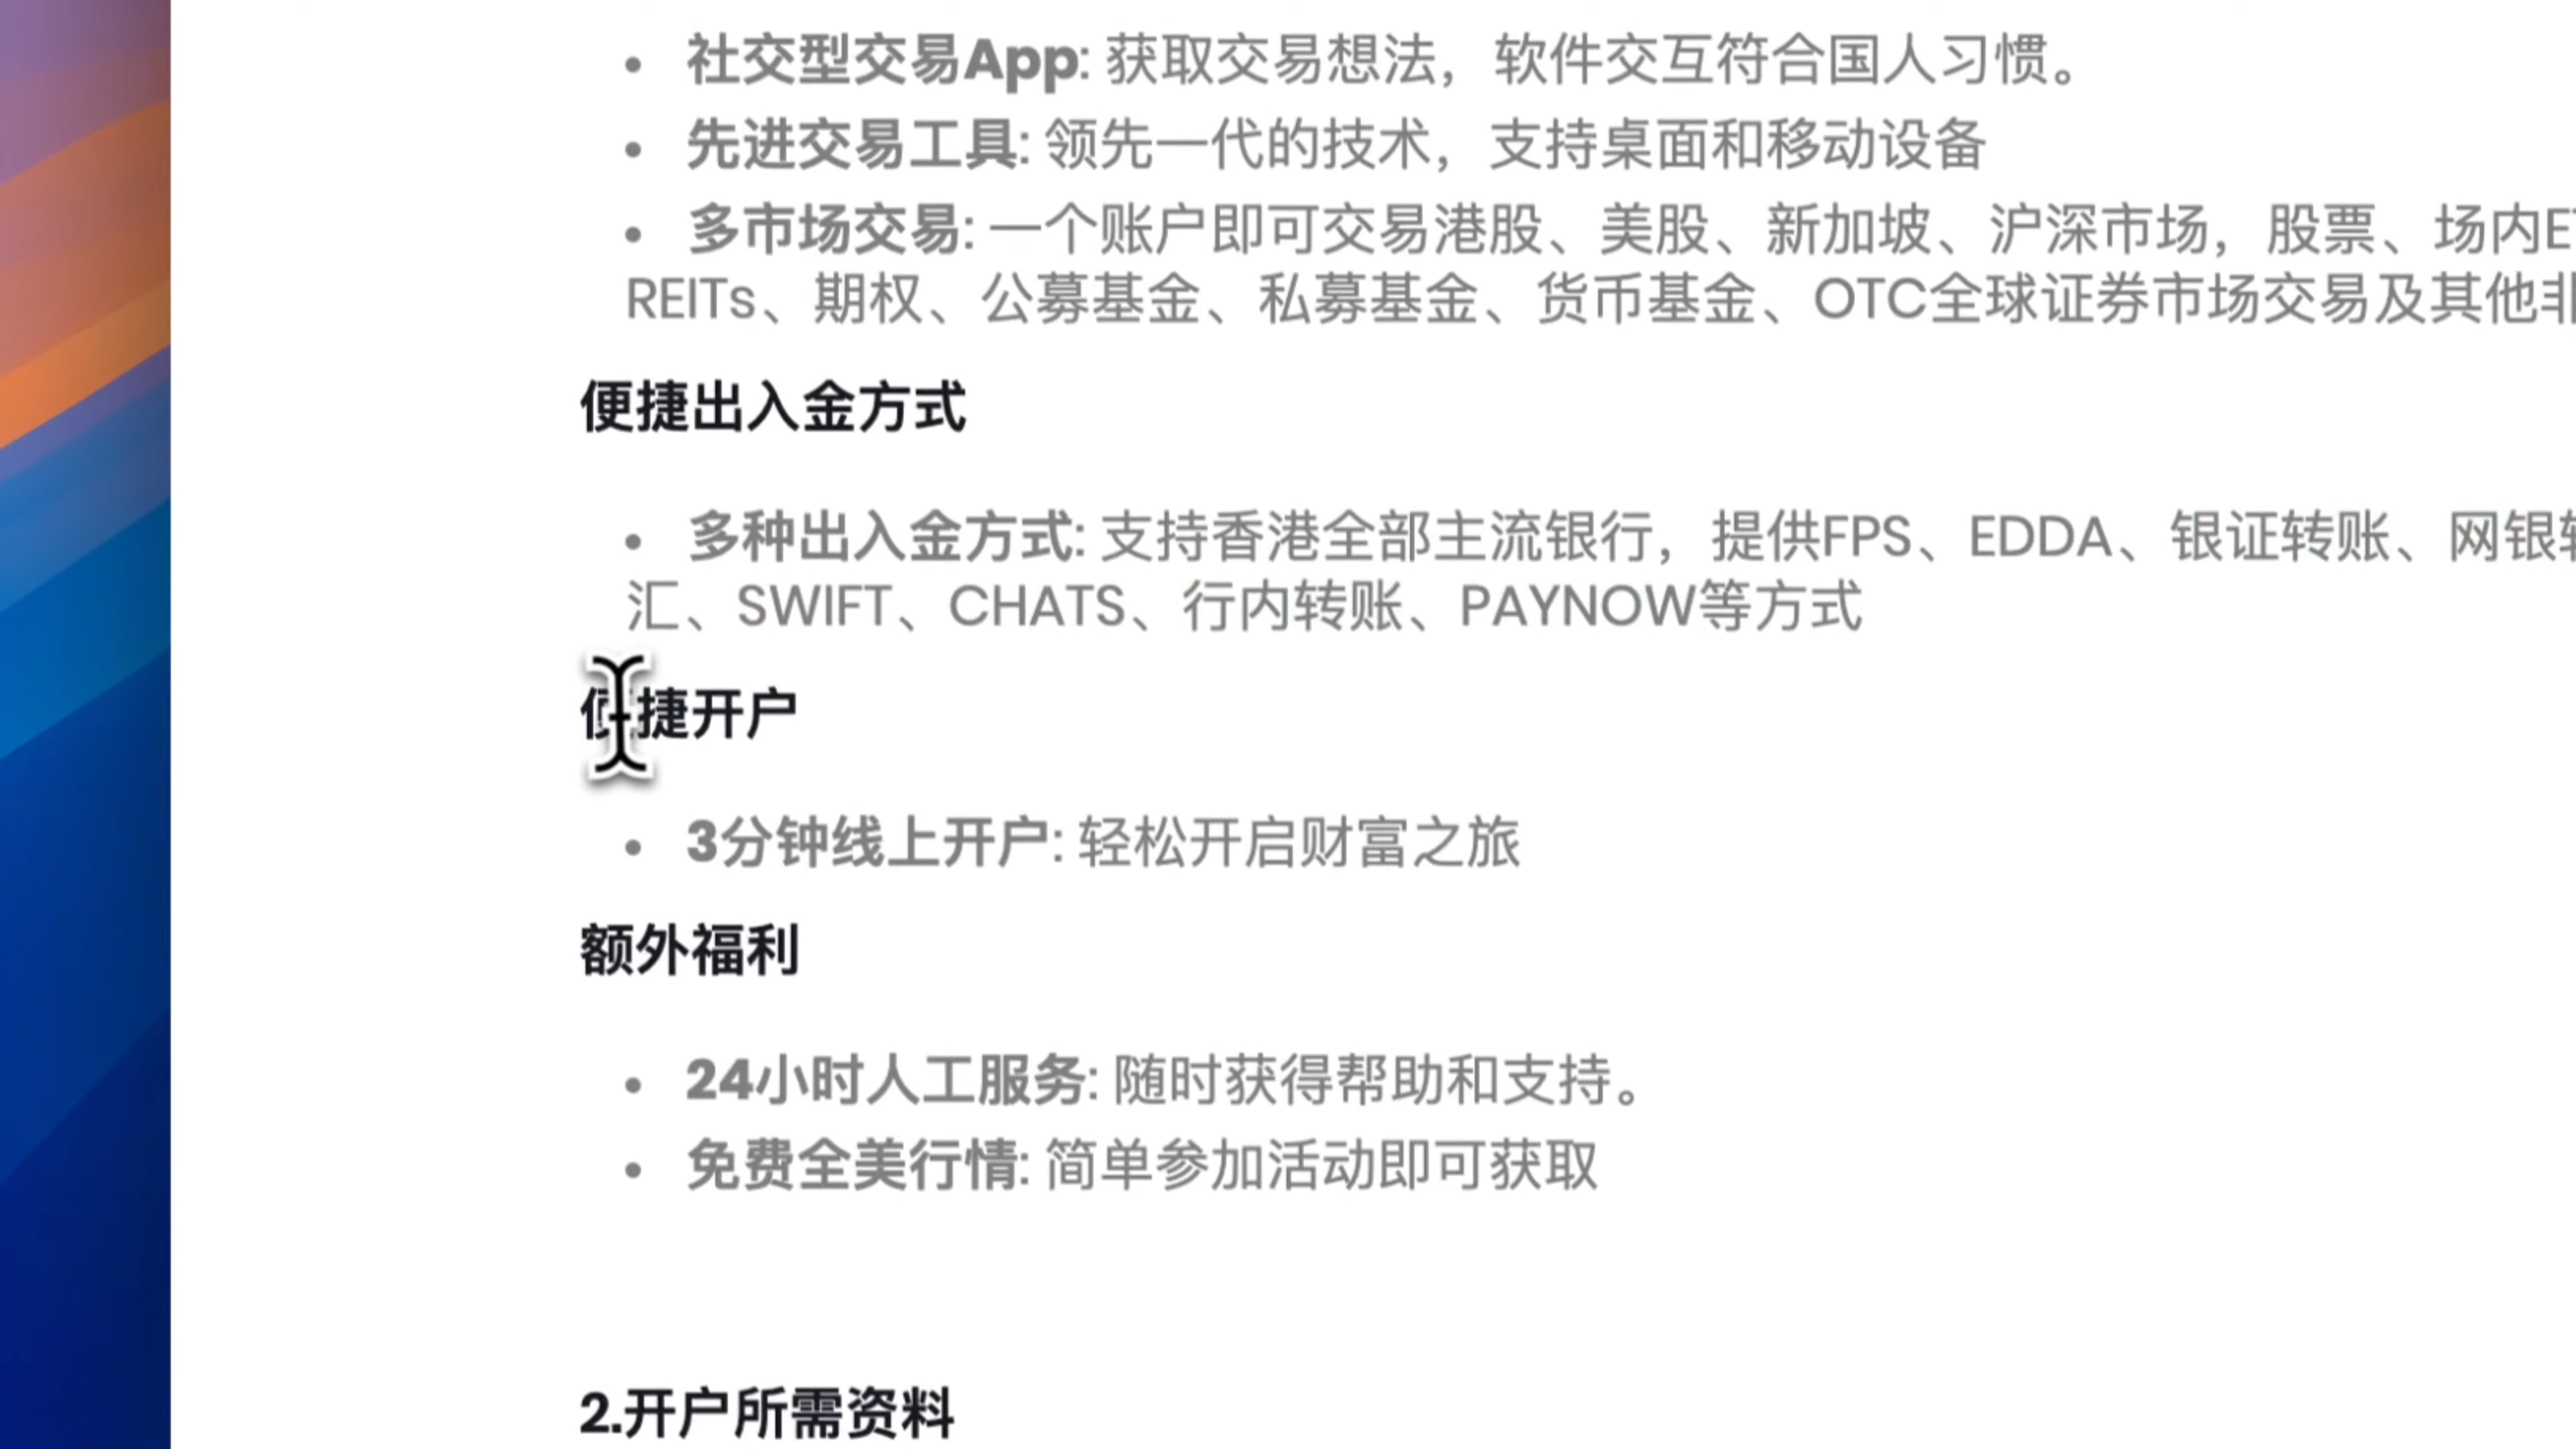 社交型交易App: 获取交易想法，软件交互符合国人习惯。
先进交易工具: 领先一代的技术，支持桌面和移动设备
多市场交易: 一个账户即可交易港股、美股、新加坡、沪深市场，股票、场内
REITs、期权、公募基金、私募基金、货币基金、OTC全球证券市场交易及其他
便捷出入金方式
多种出入金方式: 支持香港全部主流银行，提供FPS、EDDA、银证转账、网银
汇、SWIFT、CHATS、行内转账、PAYNOW等方式
便捷开户
3分钟线上开户: 轻松开启财富之旅
额外福利
24小时人工服务: 随时获得帮助和支持。
免费全美行情: 简单参加活动即可获取
2.开户所需资料